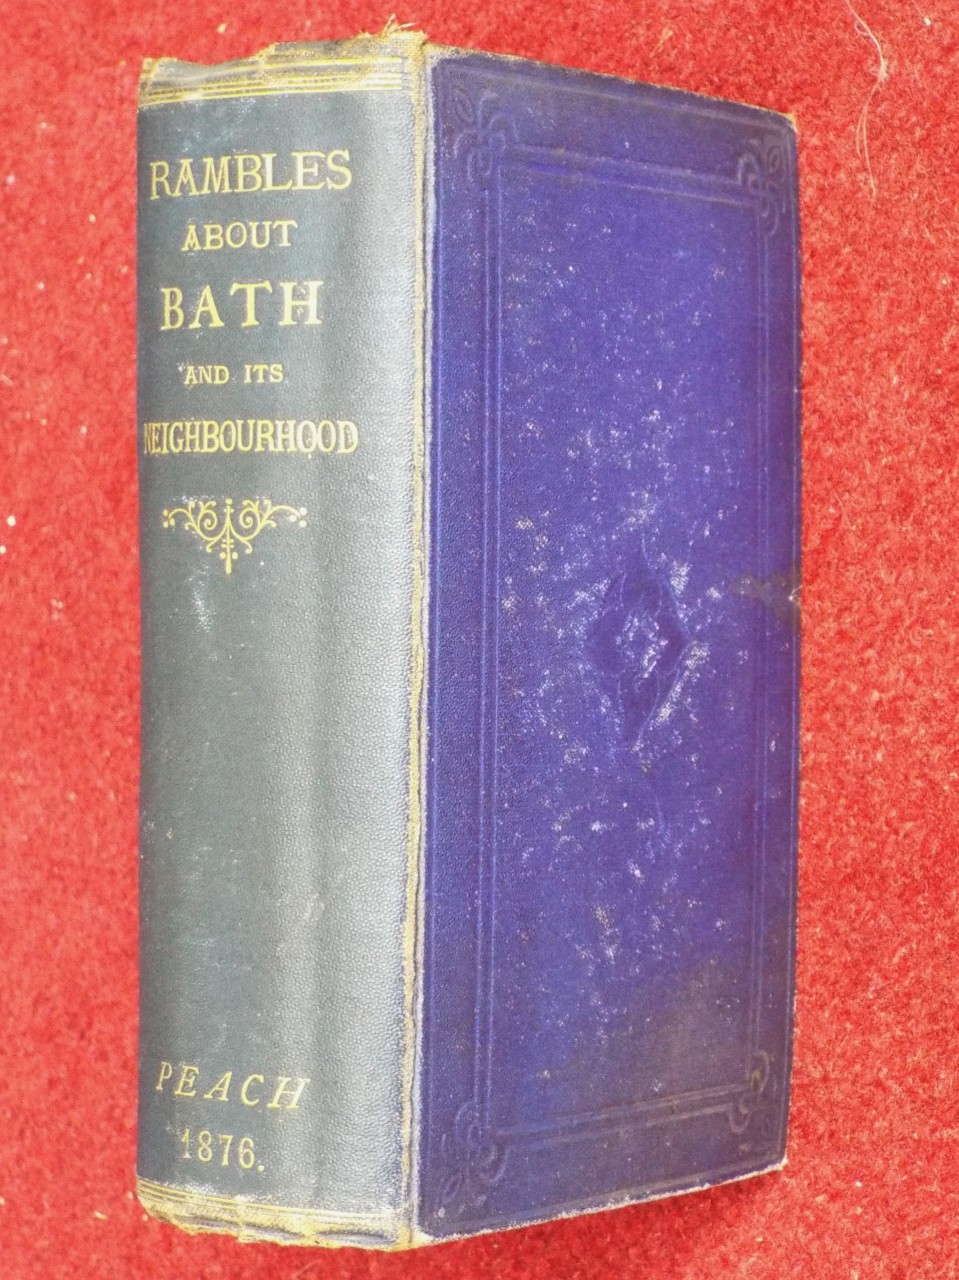 RAMBLES
ABOUT
BATH
AND ITS
NEIGHBOURHOOD
PEACH
1876.